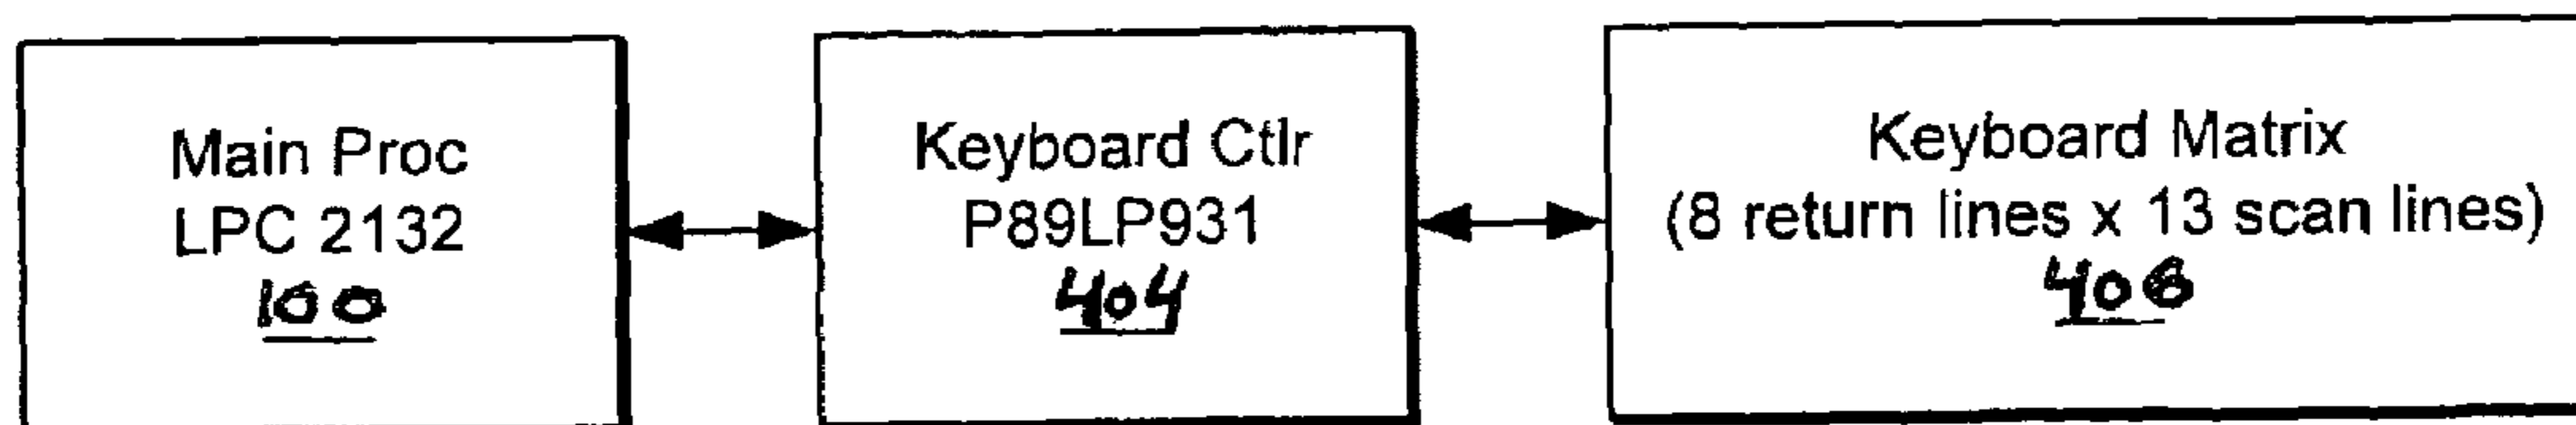 Main Proc
LPC 2132
100
Keyboard Ctlr
P89LP931
404
Keyboard Matrix
(8 return lines x 13 scan lines)
406